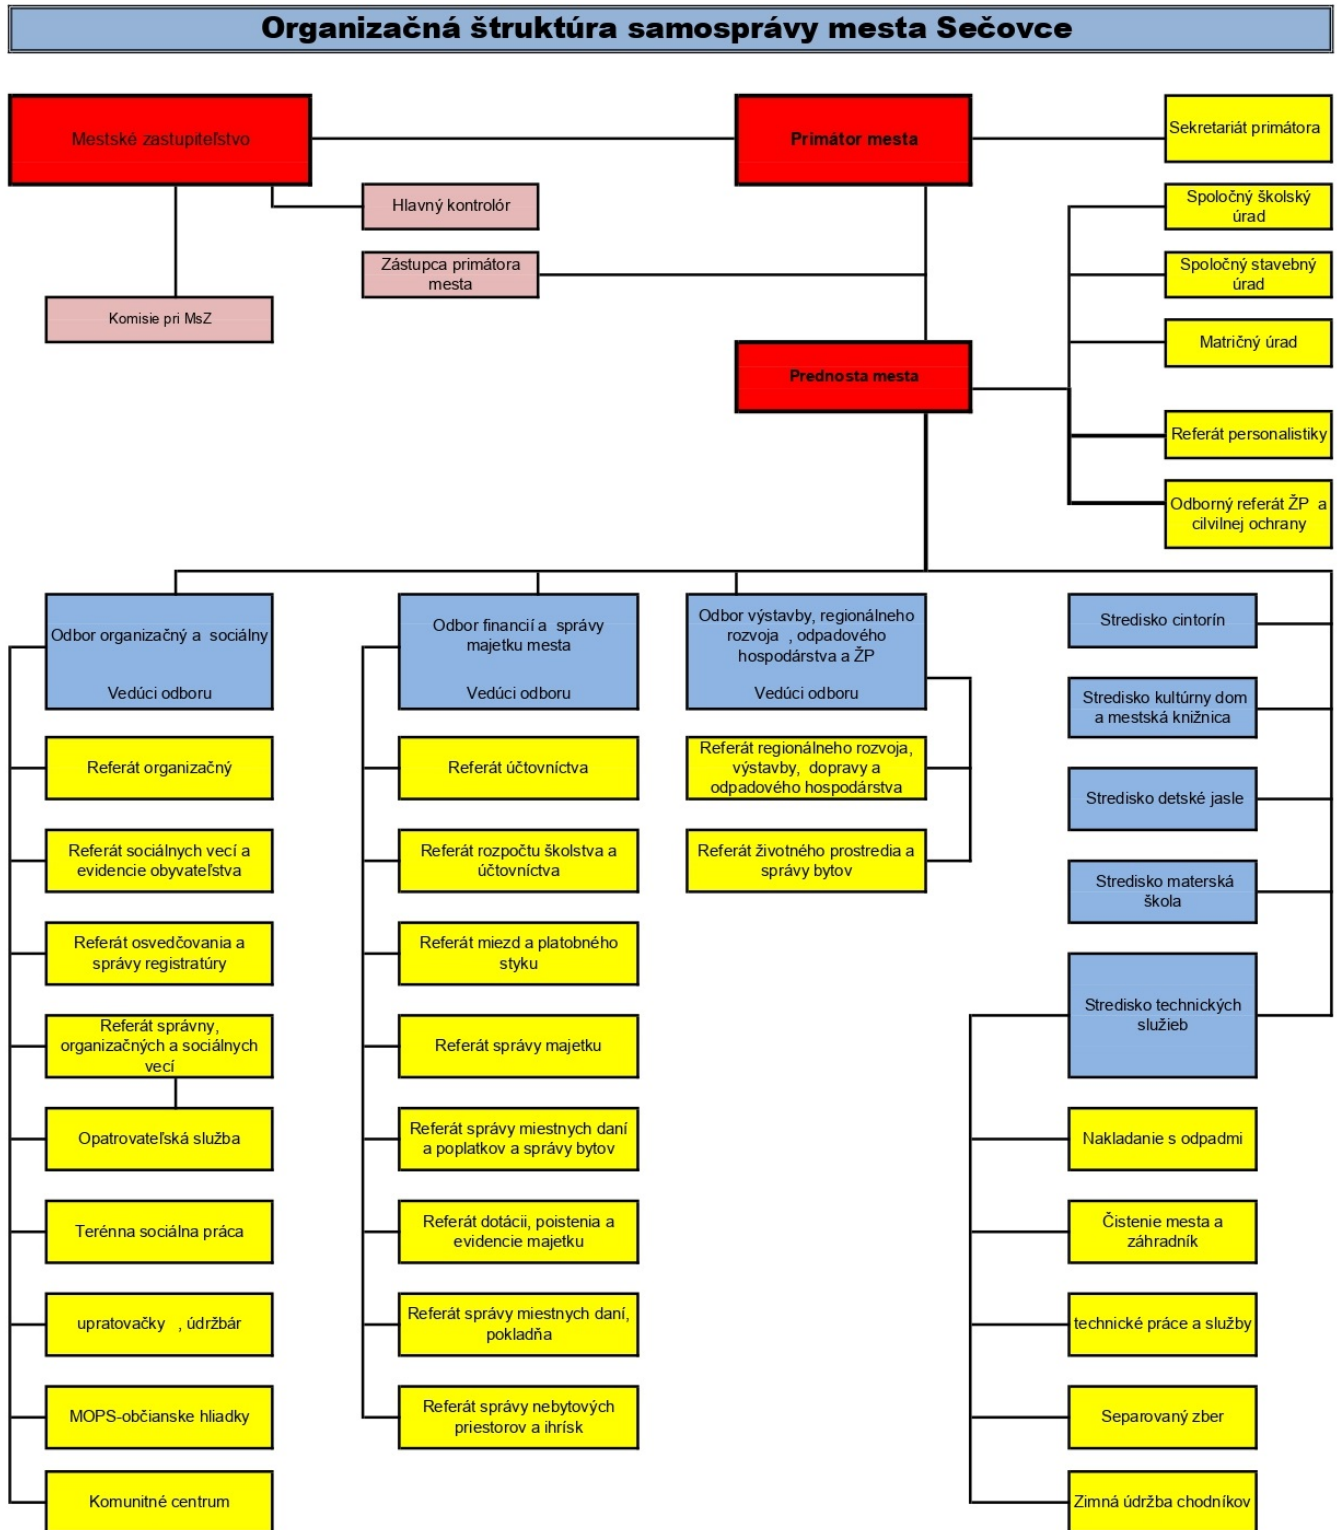 Organizačná štruktúra samosprávy mesta Sečovce
Mestské zastupiteľstvo
Primátor mesta
Sekretariát primátora
Hlavný kontrolór
Spoločný školský
úrad
Zástupca primátora
mesta
Spoločný stavebný
úrad
Komisie pri MsZ
Matričný úrad
Prednosta mesta
Referát personalistiky
Odborný referát ŽP a
cilvilnej ochrany
Odbor organizačný a sociálny
Vedúci odboru
Referát organizačný
Referát sociálnych vecí a
evidencie obyvateľstva
Referát osvedčovania a
správy registratúry
Referát správny,
organizačných a sociálnych
vecí
Opatrovateľská služba
Terénna sociálna práca
upratovačky , údržbár
MOPS-občianske hliadky
Komunitné centrum
Odbor financií a správy
majetku mesta
Vedúci odboru
Referát účtovníctva
Referát rozpočtu školstva a
účtovníctva
Referát miezd a platobného
styku
Referát správy majetku
Referát správy miestnych daní
a poplatkov a správy bytov
Referát dotácii, poistenia a
evidencie majetku
Referát správy miestnych daní,
pokladňa
Referát správy nebytových
priestorov a ihrísk
Odbor výstavby, regionálneho
rozvoja , odpadového
hospodárstva a ŽP
Vedúci odboru
Referát regionálneho rozvoja,
výstavby, dopravy a
odpadového hospodárstva
Referát životného prostredia a
správy bytov
Stredisko cintorín
Stredisko kultúrny dom
a mestská knižnica
Stredisko detské jasle
Stredisko materská
škola
Stredisko technických
služieb
Nakladanie s odpadmi
Čistenie mesta a
záhradník
technické práce a služby
Separovaný zber
Zimná údržba chodníkov